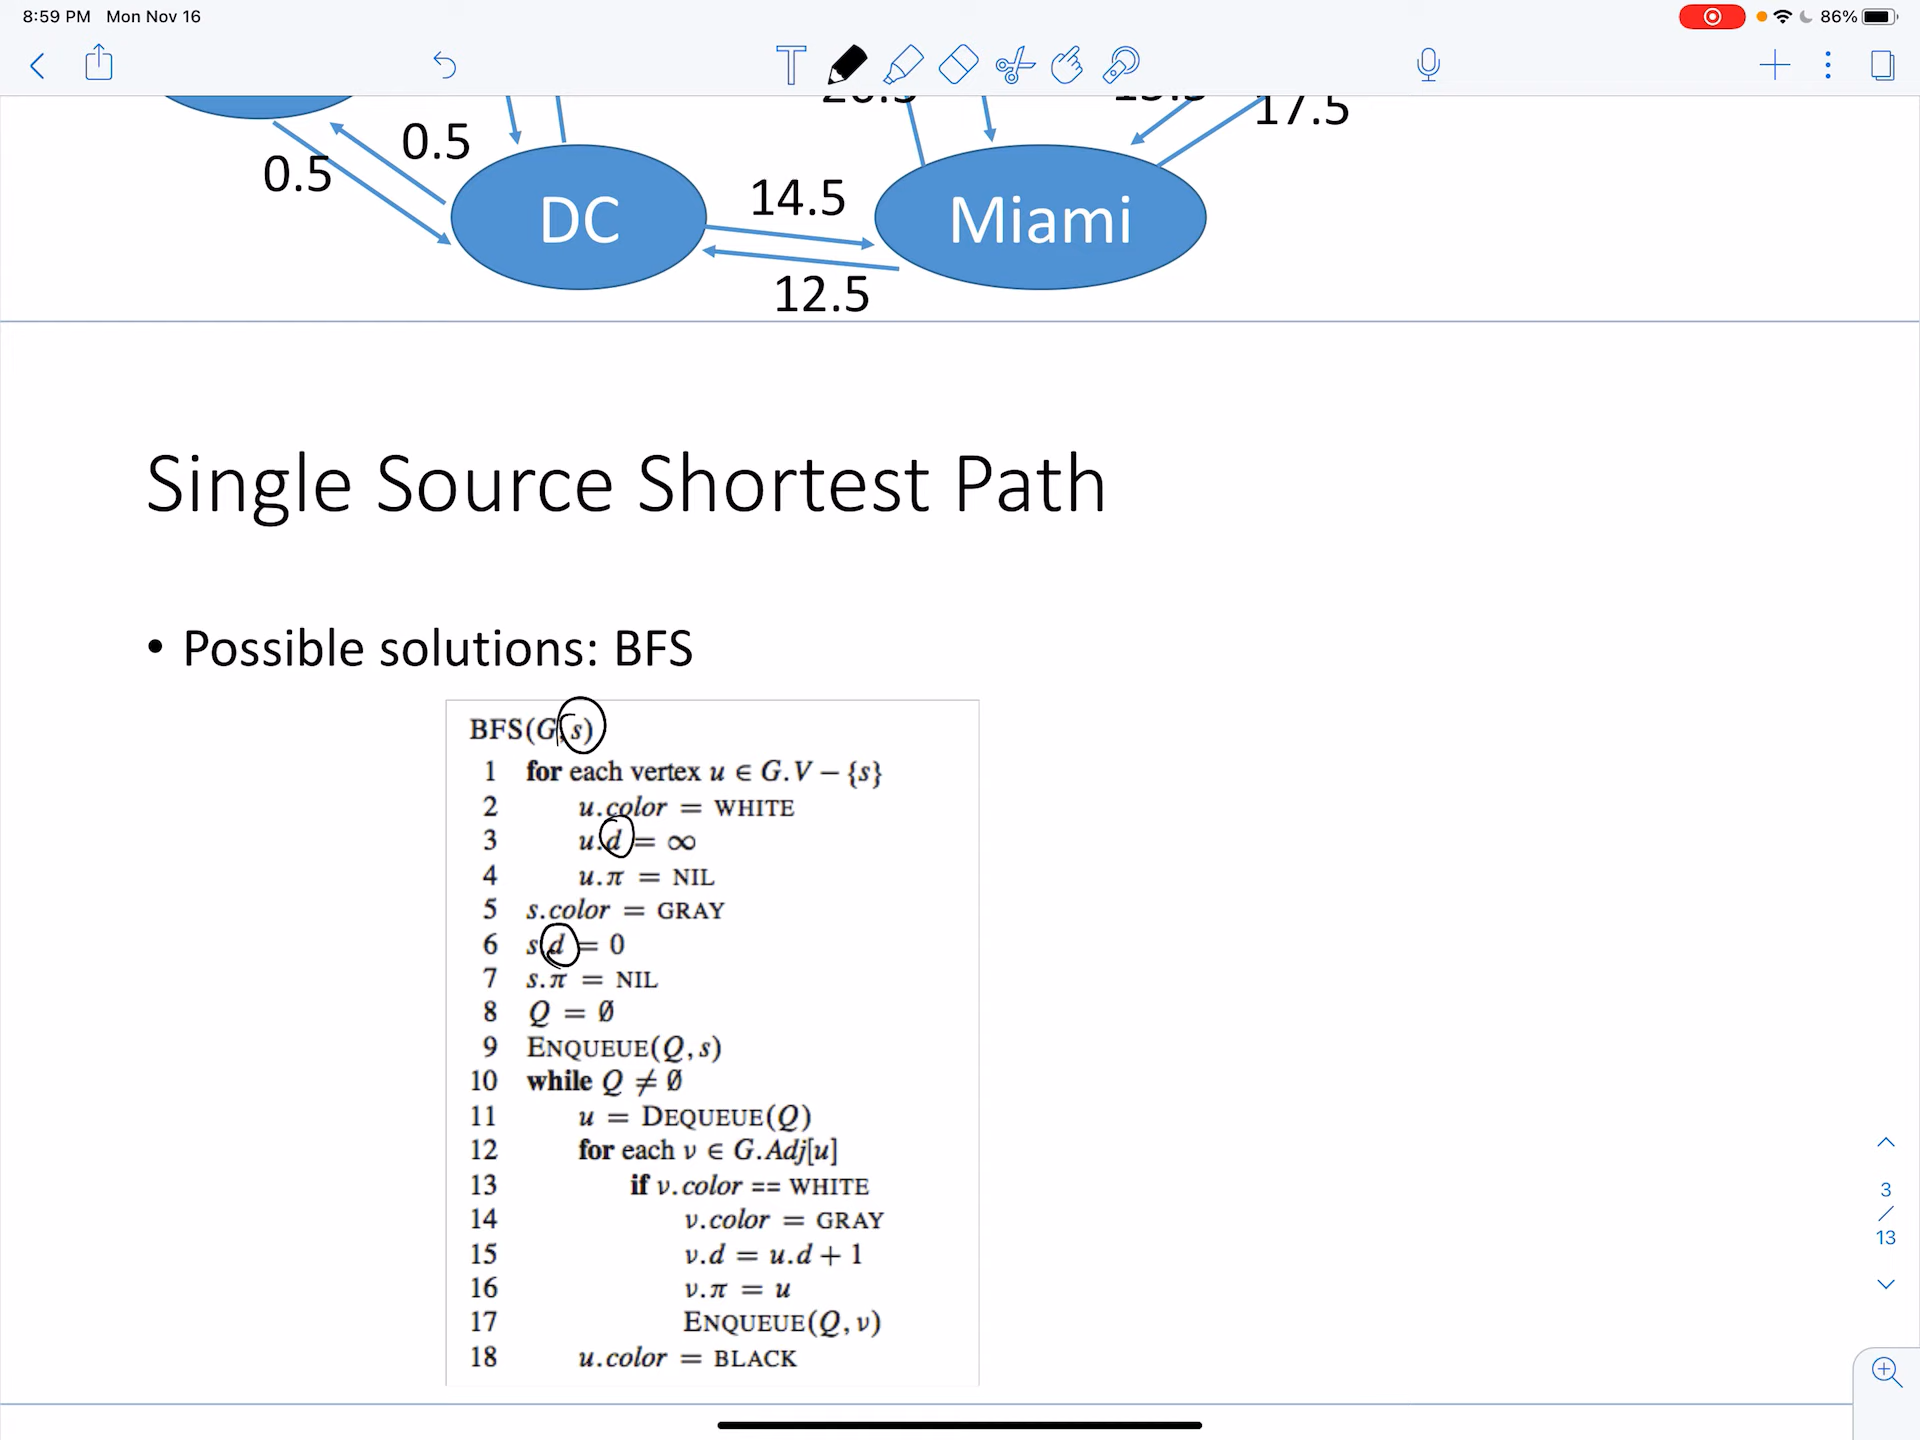 8:59 PM Mon Nov 16
86%
T
17.5
0.5
0.5
DC
14.5
Miami
12.5
Single Source Shortest Path
• Possible solutions: BFS
BFS(G, s)
1 for each vertex u ∈ G.V − {s}
2 u.color = WHITE
3 u.d = ∞
4 u.π = NIL
5 s.color = GRAY
6 s.d = 0
7 s.π = NIL
8 Q = ∅
9 ENQUEUE(Q, s)
10 while Q ≠ ∅
11 u = DEQUEUE(Q)
12 for each v ∈ G.Adj[u]
13 if v.color == WHITE
14 v.color = GRAY
15 v.d = u.d + 1
16 v.π = u
17 ENQUEUE(Q, v)
18 u.color = BLACK
3
/
13